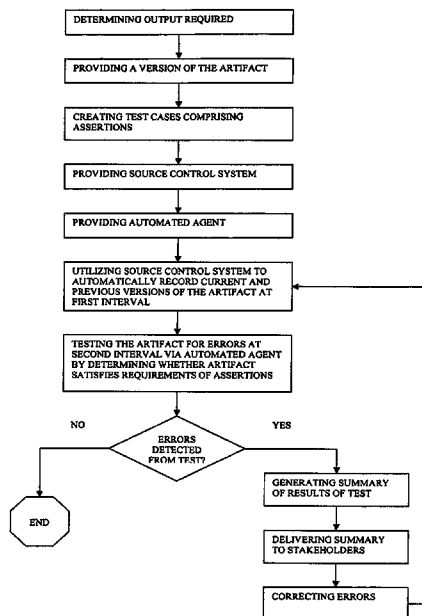 DETERMINING OUTPUT REQUIRED
PROVIDING A VERSION OF THE ARTIFACT
CREATING TEST CASES COMPRISING
ASSERTIONS
PROVIDING SOURCE CONTROL SYSTEM
PROVIDING AUTOMATED AGENT
UTILIZING SOURCE CONTROL SYSTEM TO
AUTOMATICALLY RECORD CURRENT AND
PREVIOUS VERSIONS OF THE ARTIFACT AT
FIRST INTERVAL
TESTING THE ARTIFACT FOR ERRORS AT
SECOND INTERVAL VIA AUTOMATED AGENT
BY DETERMINING WHETHER ARTIFACT
SATISFIES REQUIREMENTS OF ASSERTIONS
NO
YES
ERRORS
DETECTED
FROM TEST?
END
GENERATING SUMMARY
OF RESULTS OF TEST
DELIVERING SUMMARY
TO STAKEHOLDERS
CORRECTING ERRORS